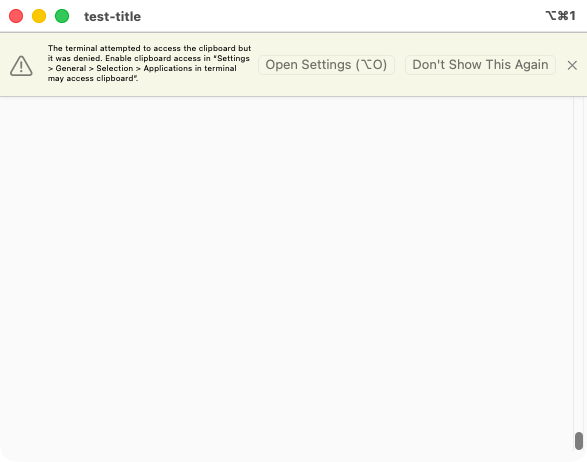 test-title
⌥⌘1
The terminal attempted to access the clipboard but
it was denied. Enable clipboard access in “Settings
> General > Selection > Applications in terminal
may access clipboard”.
Open Settings (⌥O)
Don't Show This Again